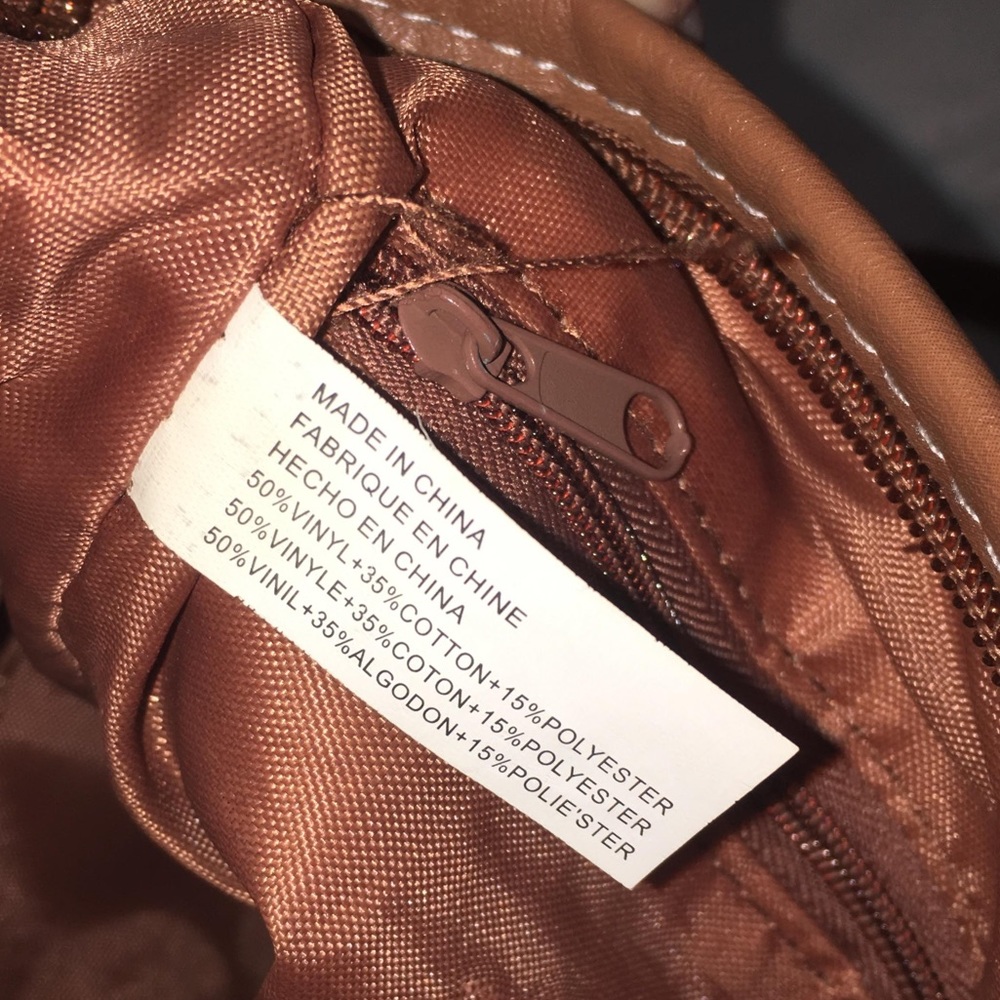 MADE IN CHINA
FABRIQUE EN CHINE
HECHO EN CHINA
50%VINYL+35%COTTON+15%POLYESTER
50%VINYLE+35%COTON+15%POLYESTER
50%VINIL+35%ALGODON+15%POLIE'STER